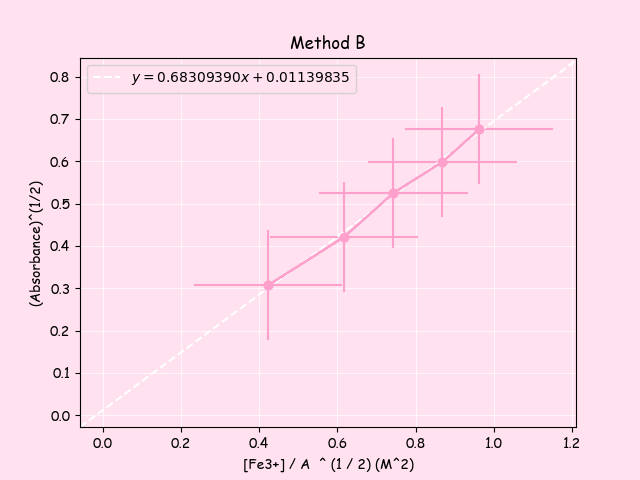 Method B
y = 0.68309390x + 0.01139835
(Absorbance)^(1/2)
0.8
0.7
0.6
0.5
0.4
0.3
0.2
0.1
0.0
0.0 0.2 0.4 0.6 0.8 1.0 1.2
[Fe3+] / A ^ (1 / 2) (M^2)